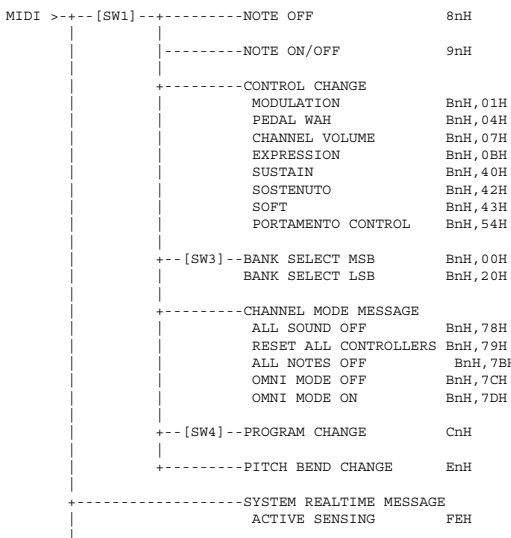 MIDI >-+--[SW1]--+---------NOTE OFF 8nH
|---------NOTE ON/OFF 9nH
+---------CONTROL CHANGE
MODULATION BnH,01H
PEDAL WAH BnH,04H
CHANNEL VOLUME BnH,07H
EXPRESSION BnH,0BH
SUSTAIN BnH,40H
SOSTENUTO BnH,42H
SOFT BnH,43H
PORTAMENTO CONTROL BnH,54H
+--[SW3]--BANK SELECT MSB BnH,00H
BANK SELECT LSB BnH,20H
+---------CHANNEL MODE MESSAGE
ALL SOUND OFF BnH,78H
RESET ALL CONTROLLERS BnH,79H
ALL NOTES OFF BnH,7BH
OMNI MODE OFF BnH,7CH
OMNI MODE ON BnH,7DH
+--[SW4]--PROGRAM CHANGE CnH
+---------PITCH BEND CHANGE EnH
+-------------------SYSTEM REALTIME MESSAGE
ACTIVE SENSING FEH